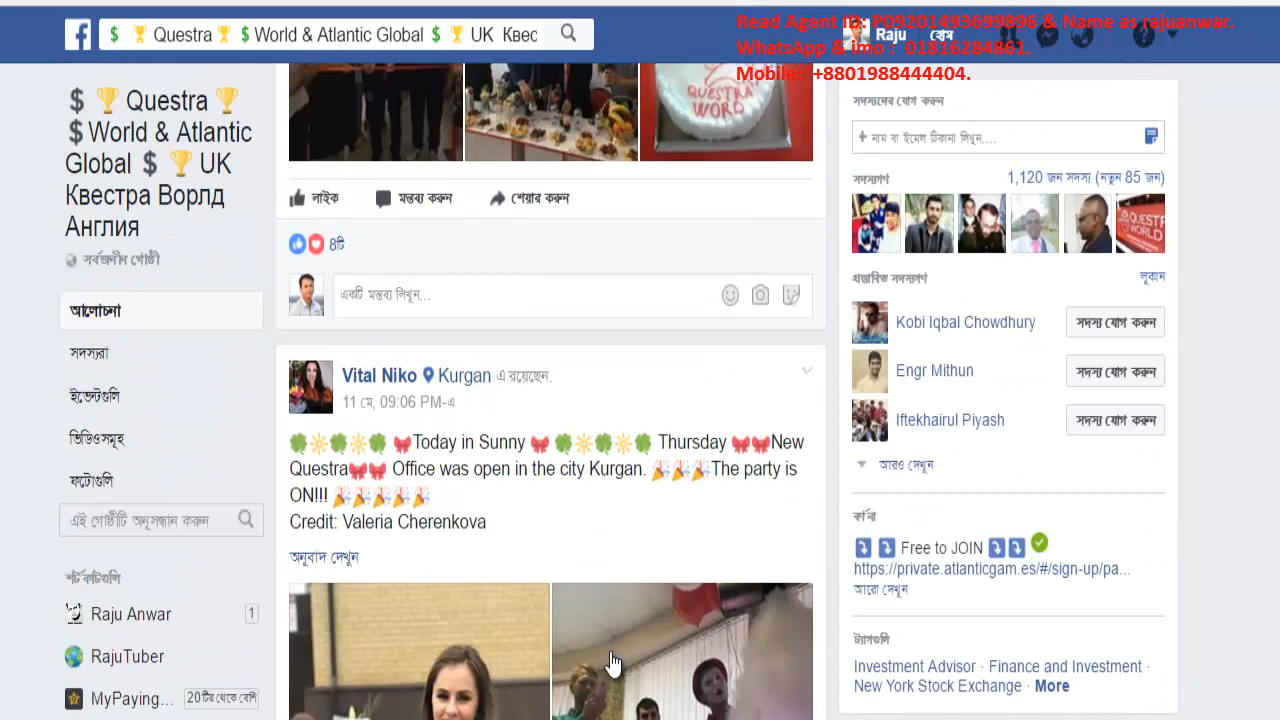 Read Agent ID: P09201493699896 & Name as rajuanwar.
WhatsApp & imo : 01816284861.
Mobile: +8801988444404.
$ 🏆 Questra 🏆 $ World & Atlantic Global $ 🏆 UK Квес
Raju হোম
$ 🏆 Questra 🏆
$ World & Atlantic
Global $ 🏆 UK
Квестра Ворлд
Англия
সর্বজনীন গোষ্ঠী
আলোচনা
সদস্যরা
ইভেন্টগুলি
ভিডিওসমূহ
ফটোগুলি
এই গোষ্ঠীটি অনুসন্ধান করুন
শর্টকাটগুলি
Raju Anwar 1
RajuTuber
MyPaying... 20টির থেকে বেশি
QUESTRA
WORD
লাইক মন্তব্য করুন শেয়ার করুন
8টি
একটি মন্তব্য লিখুন...
Vital Niko Kurgan এ রয়েছেন.
11 মে, 09:06 PM-এ
🍀☀️🍀☀️🍀 🎀Today in Sunny 🎀 🍀☀️🍀☀️🍀 Thursday 🎀🎀New
Questra🎀🎀 Office was open in the city Kurgan. 🎉🎉🎉The party is
ON!!! 🎉🎉🎉🎉🎉
Credit: Valeria Cherenkova
অনুবাদ দেখুন
সদস্যদের যোগ করুন
+ নাম বা ইমেল ঠিকানা লিখুন....
সদস্যগণ 1,120 জন সদস্য (নতুন 85 জন)
QUESTR
WORLD
প্রস্তাবিত সদস্যগণ লুকান
Kobi Iqbal Chowdhury সদস্য যোগ করুন
Engr Mithun সদস্য যোগ করুন
Iftekhairul Piyash সদস্য যোগ করুন
আরও দেখুন
বর্ণনা
Free to JOIN
https://private.atlanticgam.es/#/sign-up/pa...
আরো দেখুন
ট্যাগগুলি
Investment Advisor · Finance and Investment ·
New York Stock Exchange · More